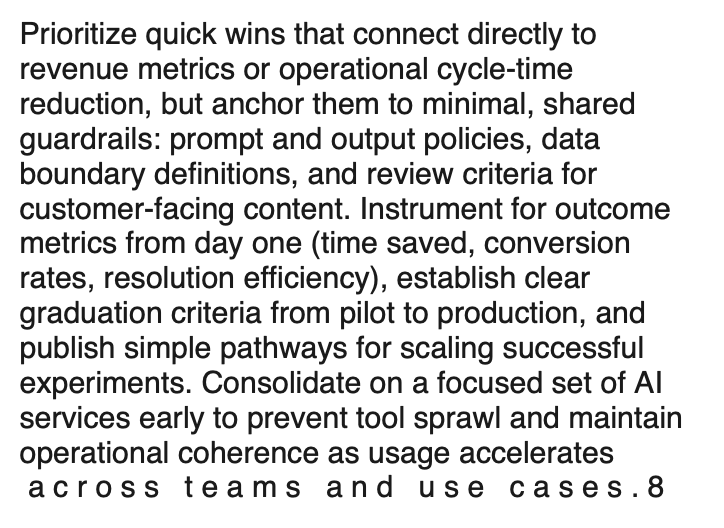 Prioritize quick wins that connect directly to
revenue metrics or operational cycle-time
reduction, but anchor them to minimal, shared
guardrails: prompt and output policies, data
boundary definitions, and review criteria for
customer-facing content. Instrument for outcome
metrics from day one (time saved, conversion
rates, resolution efficiency), establish clear
graduation criteria from pilot to production, and
publish simple pathways for scaling successful
experiments. Consolidate on a focused set of AI
services early to prevent tool sprawl and maintain
operational coherence as usage accelerates
across teams and use cases.8